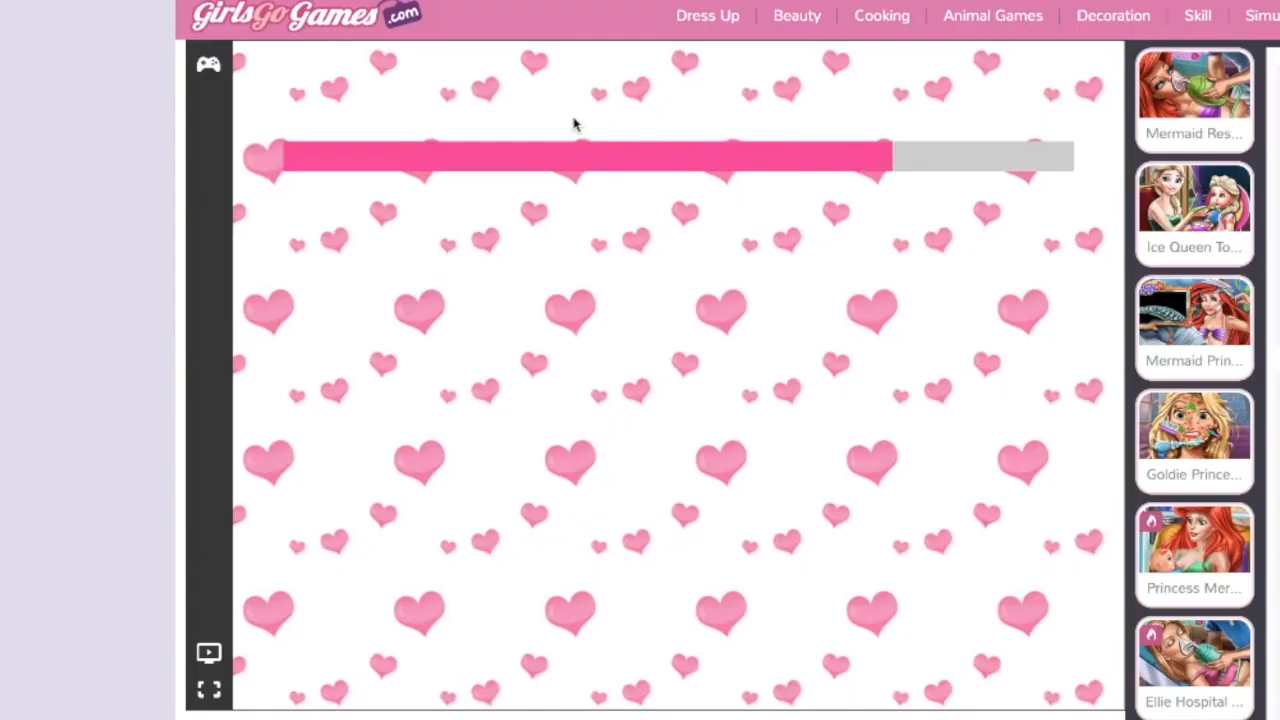 GirlsGoGames.com
Dress Up
Beauty
Cooking
Animal Games
Decoration
Skill
Simu
Mermaid Res...
Ice Queen To...
Mermaid Prin...
Goldie Prince...
Princess Mer...
Ellie Hospital ...